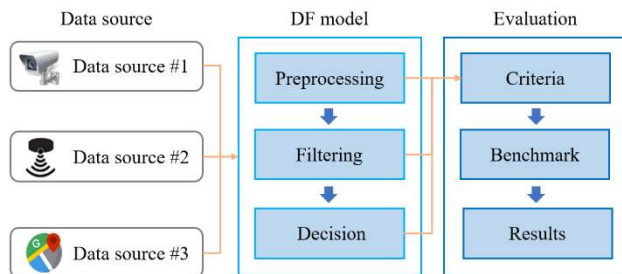 Data source
DF model
Evaluation
Data source #1
Preprocessing
Criteria
Data source #2
Filtering
Benchmark
Data source #3
Decision
Results
G